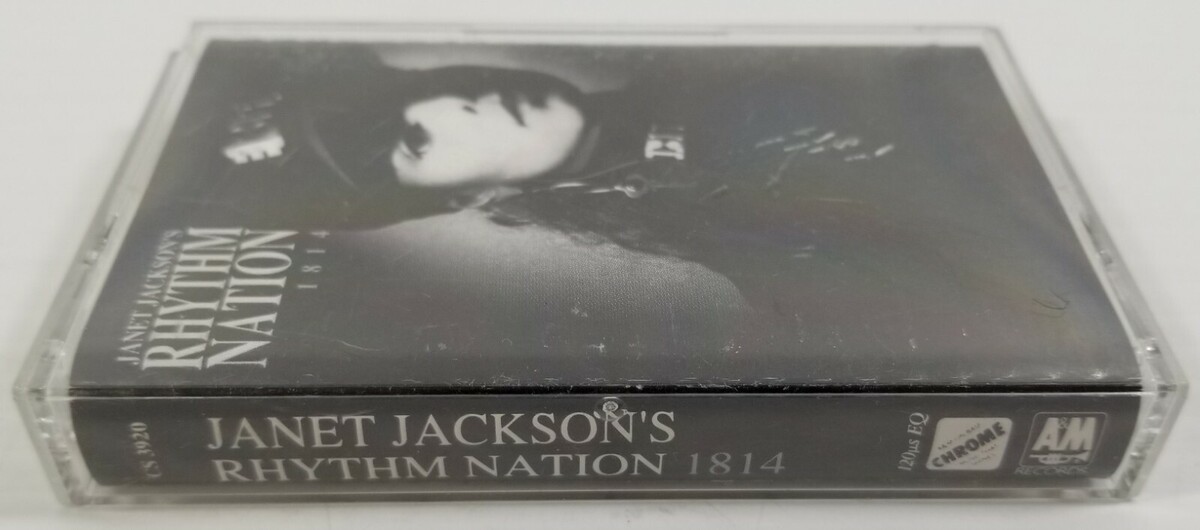 JANET JACKSON'S
RHYTHM
NATION
1814
CS 3920
JANET JACKSON'S
RHYTHM NATION 1814
120µs EQ
CHROME
A&M
RECORDS